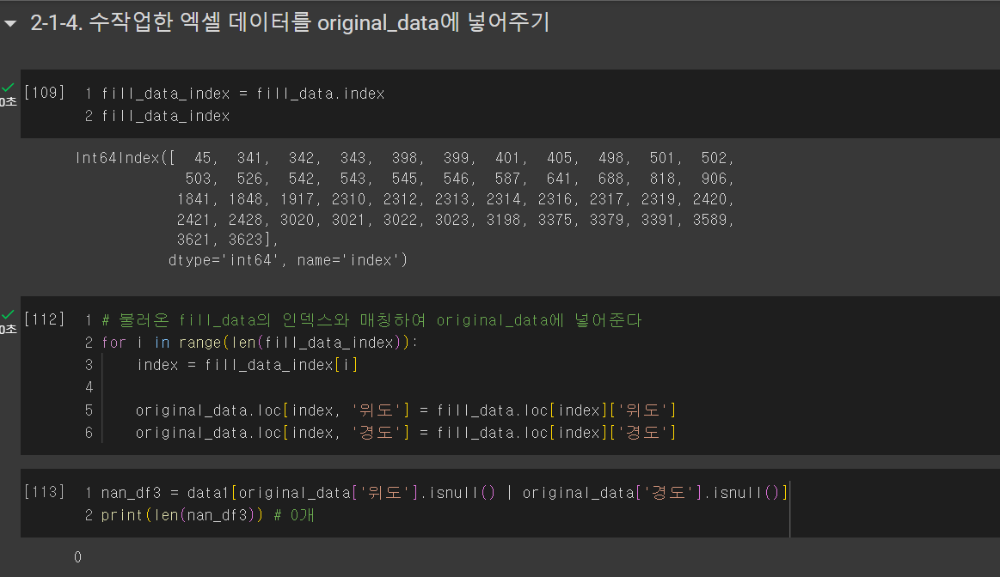 2-1-4. 수작업한 엑셀 데이터를 original_data에 넣어주기
0초
[109]
1 fill_data_index = fill_data.index
2 fill_data_index
Int64Index([  45,  341,  342,  343,  398,  399,  401,  405,  498,  501,  502,
503,  526,  542,  543,  545,  546,  587,  641,  688,  818,  906,
1841, 1848, 1917, 2310, 2312, 2313, 2314, 2316, 2317, 2319, 2420,
2421, 2428, 3020, 3021, 3022, 3023, 3198, 3375, 3379, 3391, 3589,
3621, 3623],
dtype='int64', name='index')
0초
[112]
1 # 불러온 fill_data의 인덱스와 매칭하여 original_data에 넣어준다
2 for i in range(len(fill_data_index)):
3     index = fill_data_index[i]
4
5     original_data.loc[index, '위도'] = fill_data.loc[index]['위도']
6     original_data.loc[index, '경도'] = fill_data.loc[index]['경도']
[113]
1 nan_df3 = data1[original_data['위도'].isnull() | original_data['경도'].isnull()]
2 print(len(nan_df3)) # 0개
0